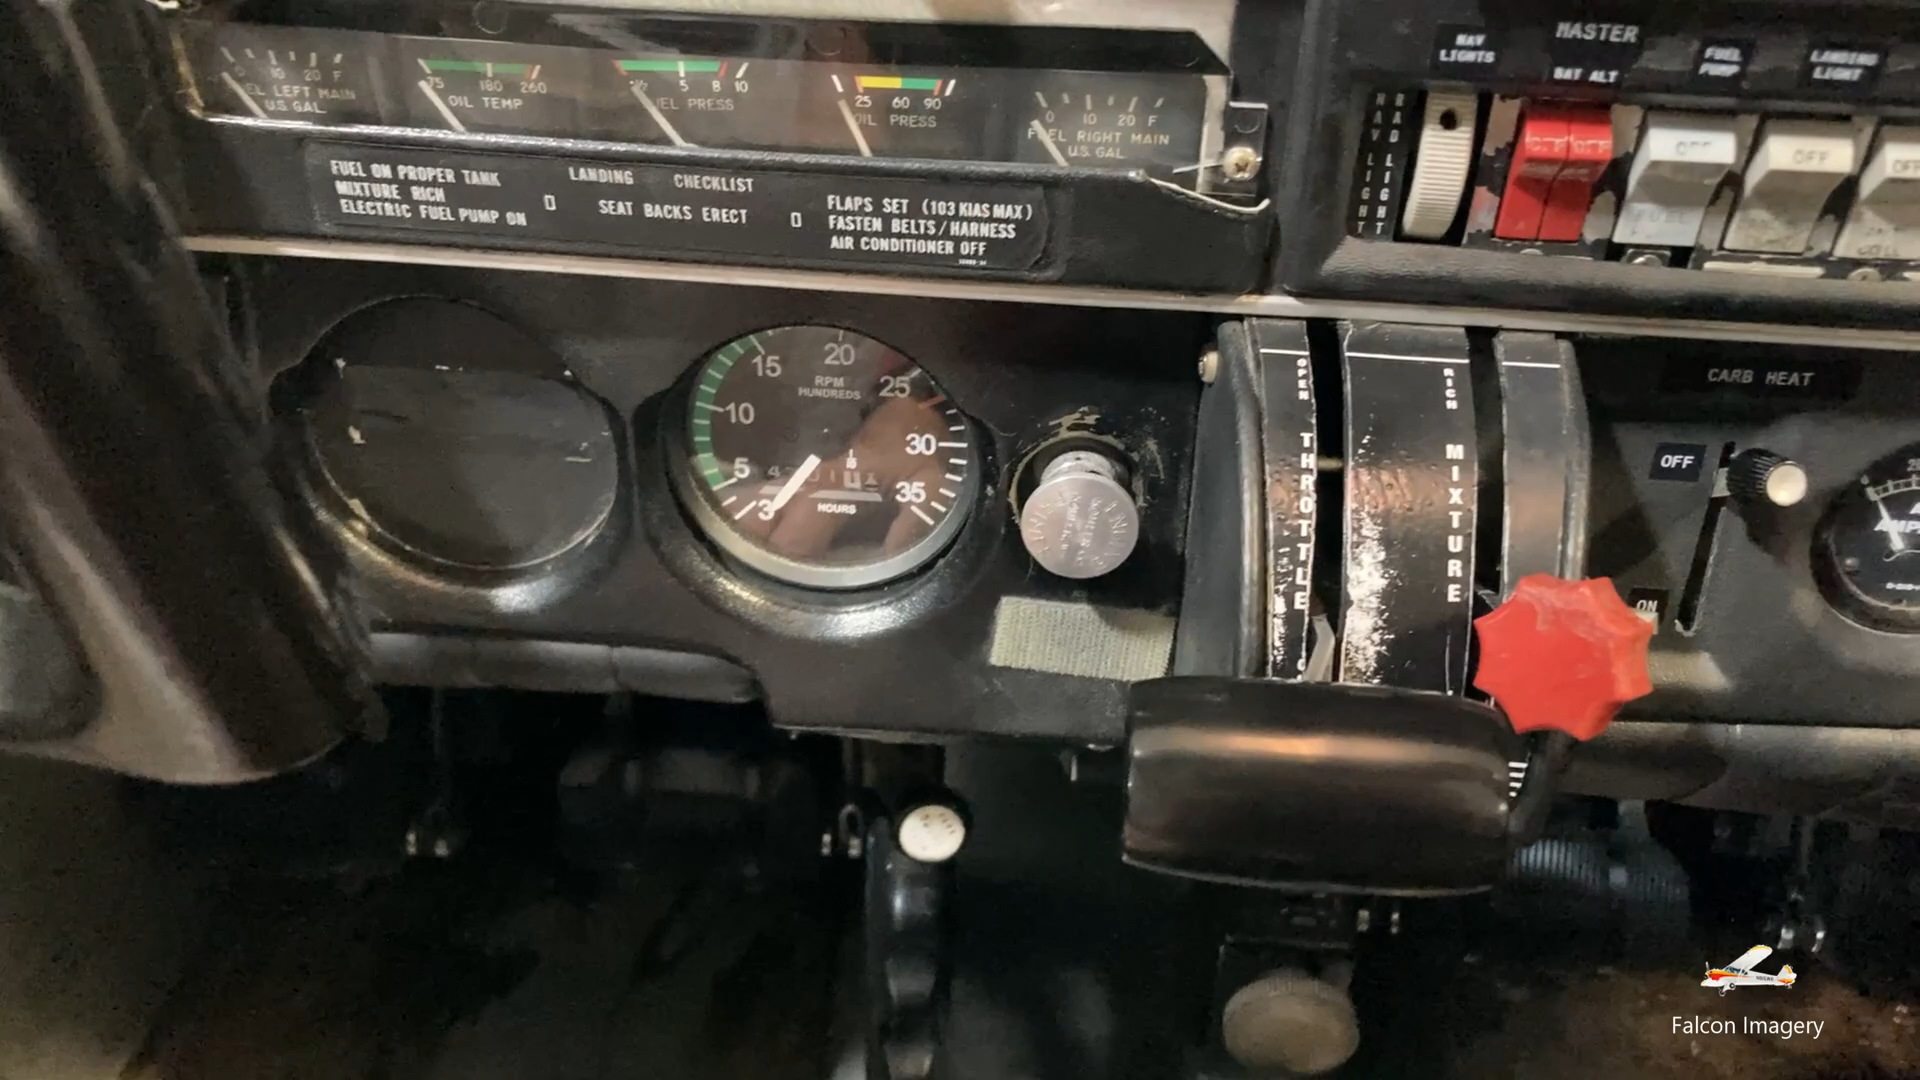 0 10 20 F
EL LEFT MAIN
U.S. GAL
75 180 260
OIL TEMP
5 8 10
EL PRESS
25 60 90
OIL PRESS
0 10 20 F
FUEL RIGHT MAIN
U.S. GAL
NAV
LIGHTS
MASTER
BAT ALT
FUEL
PUMP
LANDING
LIGHT
NAV LIGHT
RAD LIGHT
OFF OFF
OFF
OFF
OFF
FUEL ON PROPER TANK
MIXTURE RICH
ELECTRIC FUEL PUMP ON
LANDING CHECKLIST
SEAT BACKS ERECT
FLAPS SET (103 KIAS MAX)
FASTEN BELTS/HARNESS
AIR CONDITIONER OFF
3 5 10 15 20 25 30 35
RPM
HUNDREDS
HOURS
OPEN
THROTTLE
RICH
MIXTURE
CARB HEAT
OFF
ON
Falcon Imagery